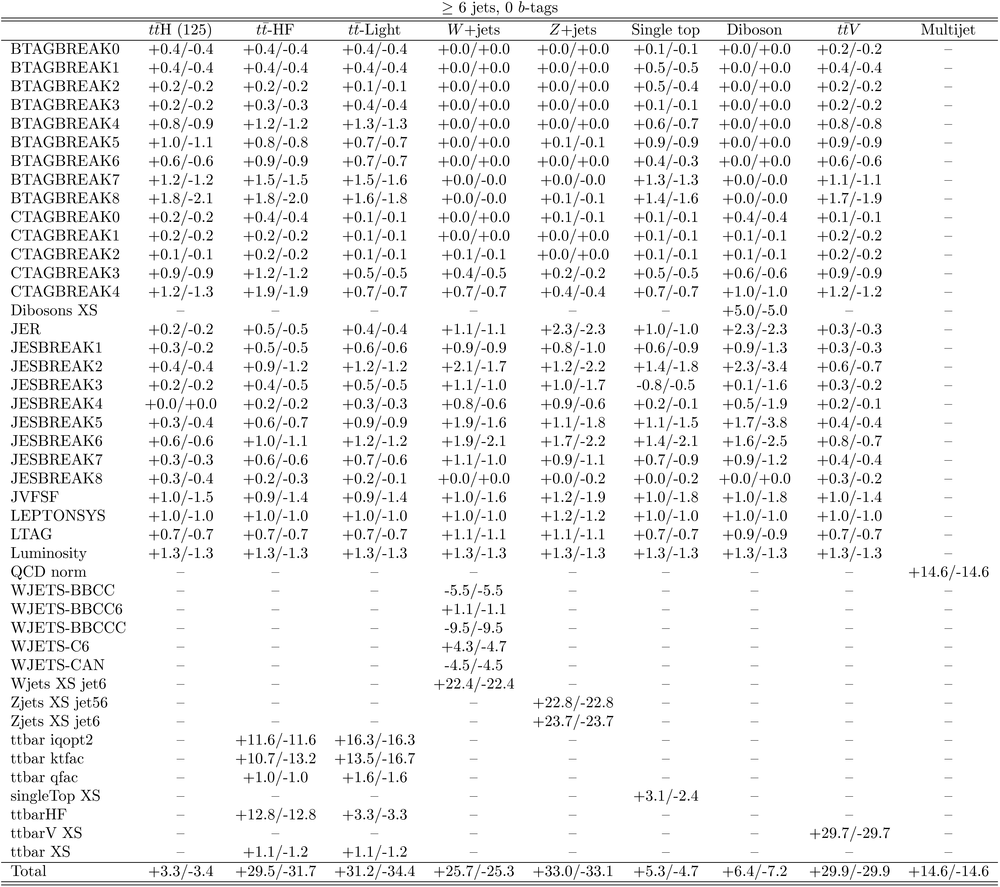 ≥ 6 jets, 0 b-tags
tt̄H (125) tt̄-HF tt̄-Light W+jets Z+jets Single top Diboson tt̄V Multijet
BTAGBREAK0 +0.4/-0.4 +0.4/-0.4 +0.4/-0.4 +0.0/+0.0 +0.0/+0.0 +0.1/-0.1 +0.0/+0.0 +0.2/-0.2 –
BTAGBREAK1 +0.4/-0.4 +0.4/-0.4 +0.4/-0.4 +0.0/+0.0 +0.0/+0.0 +0.5/-0.5 +0.0/+0.0 +0.4/-0.4 –
BTAGBREAK2 +0.2/-0.2 +0.2/-0.2 +0.1/-0.1 +0.0/+0.0 +0.0/+0.0 +0.5/-0.4 +0.0/+0.0 +0.2/-0.2 –
BTAGBREAK3 +0.2/-0.2 +0.3/-0.3 +0.4/-0.4 +0.0/+0.0 +0.0/+0.0 +0.1/-0.1 +0.0/+0.0 +0.2/-0.2 –
BTAGBREAK4 +0.8/-0.9 +1.2/-1.2 +1.3/-1.3 +0.0/+0.0 +0.0/+0.0 +0.6/-0.7 +0.0/+0.0 +0.8/-0.8 –
BTAGBREAK5 +1.0/-1.1 +0.8/-0.8 +0.7/-0.7 +0.0/+0.0 +0.1/-0.1 +0.9/-0.9 +0.0/+0.0 +0.9/-0.9 –
BTAGBREAK6 +0.6/-0.6 +0.9/-0.9 +0.7/-0.7 +0.0/+0.0 +0.0/+0.0 +0.4/-0.3 +0.0/+0.0 +0.6/-0.6 –
BTAGBREAK7 +1.2/-1.2 +1.5/-1.5 +1.5/-1.6 +0.0/-0.0 +0.0/-0.0 +1.3/-1.3 +0.0/-0.0 +1.1/-1.1 –
BTAGBREAK8 +1.8/-2.1 +1.8/-2.0 +1.6/-1.8 +0.0/-0.0 +0.1/-0.1 +1.4/-1.6 +0.0/-0.0 +1.7/-1.9 –
CTAGBREAK0 +0.2/-0.2 +0.4/-0.4 +0.1/-0.1 +0.0/+0.0 +0.1/-0.1 +0.1/-0.1 +0.4/-0.4 +0.1/-0.1 –
CTAGBREAK1 +0.2/-0.2 +0.2/-0.2 +0.1/-0.1 +0.0/+0.0 +0.0/+0.0 +0.1/-0.1 +0.1/-0.1 +0.2/-0.2 –
CTAGBREAK2 +0.1/-0.1 +0.2/-0.2 +0.1/-0.1 +0.1/-0.1 +0.0/+0.0 +0.1/-0.1 +0.1/-0.1 +0.2/-0.2 –
CTAGBREAK3 +0.9/-0.9 +1.2/-1.2 +0.5/-0.5 +0.4/-0.5 +0.2/-0.2 +0.5/-0.5 +0.6/-0.6 +0.9/-0.9 –
CTAGBREAK4 +1.2/-1.3 +1.9/-1.9 +0.7/-0.7 +0.7/-0.7 +0.4/-0.4 +0.7/-0.7 +1.0/-1.0 +1.2/-1.2 –
Dibosons XS – – – – – – +5.0/-5.0 – –
JER +0.2/-0.2 +0.5/-0.5 +0.4/-0.4 +1.1/-1.1 +2.3/-2.3 +1.0/-1.0 +2.3/-2.3 +0.3/-0.3 –
JESBREAK1 +0.3/-0.2 +0.5/-0.5 +0.6/-0.6 +0.9/-0.9 +0.8/-1.0 +0.6/-0.9 +0.9/-1.3 +0.3/-0.3 –
JESBREAK2 +0.4/-0.4 +0.9/-1.2 +1.2/-1.2 +2.1/-1.7 +1.2/-2.2 +1.4/-1.8 +2.3/-3.4 +0.6/-0.7 –
JESBREAK3 +0.2/-0.2 +0.4/-0.5 +0.5/-0.5 +1.1/-1.0 +1.0/-1.7 -0.8/-0.5 +0.1/-1.6 +0.3/-0.2 –
JESBREAK4 +0.0/+0.0 +0.2/-0.2 +0.3/-0.3 +0.8/-0.6 +0.9/-0.6 +0.2/-0.1 +0.5/-1.9 +0.2/-0.1 –
JESBREAK5 +0.3/-0.4 +0.6/-0.7 +0.9/-0.9 +1.9/-1.6 +1.1/-1.8 +1.1/-1.5 +1.7/-3.8 +0.4/-0.4 –
JESBREAK6 +0.6/-0.6 +1.0/-1.1 +1.2/-1.2 +1.9/-2.1 +1.7/-2.2 +1.4/-2.1 +1.6/-2.5 +0.8/-0.7 –
JESBREAK7 +0.3/-0.3 +0.6/-0.6 +0.7/-0.6 +1.1/-1.0 +0.9/-1.1 +0.7/-0.9 +0.9/-1.2 +0.4/-0.4 –
JESBREAK8 +0.3/-0.4 +0.2/-0.3 +0.2/-0.1 +0.0/+0.0 +0.0/-0.2 +0.0/-0.2 +0.0/+0.0 +0.3/-0.2 –
JVFSF +1.0/-1.5 +0.9/-1.4 +0.9/-1.4 +1.0/-1.6 +1.2/-1.9 +1.0/-1.8 +1.0/-1.8 +1.0/-1.4 –
LEPTONSYS +1.0/-1.0 +1.0/-1.0 +1.0/-1.0 +1.0/-1.0 +1.2/-1.2 +1.0/-1.0 +1.0/-1.0 +1.0/-1.0 –
LTAG +0.7/-0.7 +0.7/-0.7 +0.7/-0.7 +1.1/-1.1 +1.1/-1.1 +0.7/-0.7 +0.9/-0.9 +0.7/-0.7 –
Luminosity +1.3/-1.3 +1.3/-1.3 +1.3/-1.3 +1.3/-1.3 +1.3/-1.3 +1.3/-1.3 +1.3/-1.3 +1.3/-1.3 –
QCD norm – – – – – – – – +14.6/-14.6
WJETS-BBCC – – – -5.5/-5.5 – – – – –
WJETS-BBCC6 – – – +1.1/-1.1 – – – – –
WJETS-BBCCC – – – -9.5/-9.5 – – – – –
WJETS-C6 – – – +4.3/-4.7 – – – – –
WJETS-CAN – – – -4.5/-4.5 – – – – –
Wjets XS jet6 – – – +22.4/-22.4 – – – – –
Zjets XS jet56 – – – – +22.8/-22.8 – – – –
Zjets XS jet6 – – – – +23.7/-23.7 – – – –
ttbar iqopt2 – +11.6/-11.6 +16.3/-16.3 – – – – – –
ttbar ktfac – +10.7/-13.2 +13.5/-16.7 – – – – – –
ttbar qfac – +1.0/-1.0 +1.6/-1.6 – – – – – –
singleTop XS – – – – – +3.1/-2.4 – – –
ttbarHF – +12.8/-12.8 +3.3/-3.3 – – – – – –
ttbarV XS – – – – – – – +29.7/-29.7 –
ttbar XS – +1.1/-1.2 +1.1/-1.2 – – – – – –
Total +3.3/-3.4 +29.5/-31.7 +31.2/-34.4 +25.7/-25.3 +33.0/-33.1 +5.3/-4.7 +6.4/-7.2 +29.9/-29.9 +14.6/-14.6